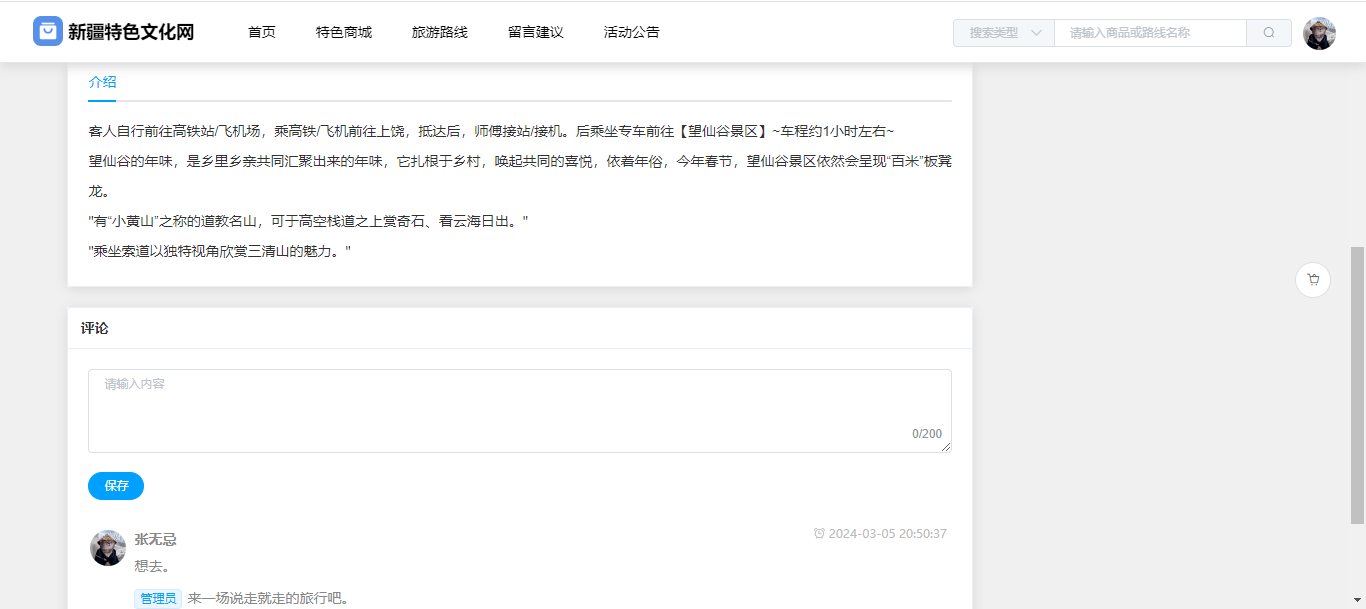 新疆特色文化网
首页
特色商城
旅游路线
留言建议
活动公告
搜索类型
请输入商品或路线名称
介绍
客人自行前往高铁站/飞机场，乘高铁/飞机前往上饶，抵达后，师傅接站/接机。后乘坐专车前往【望仙谷景区】~车程约1小时左右~
望仙谷的年味，是乡里乡亲共同汇聚出来的年味，它扎根于乡村，唤起共同的喜悦，依着年俗，今年春节，望仙谷景区依然会呈现“百米”板凳
龙。
"有“小黄山”之称的道教名山，可于高空栈道之上赏奇石、看云海日出。"
"乘坐索道以独特视角欣赏三清山的魅力。"
评论
请输入内容
0/200
保存
张无忌
2024-03-05 20:50:37
想去。
管理员 来一场说走就走的旅行吧。